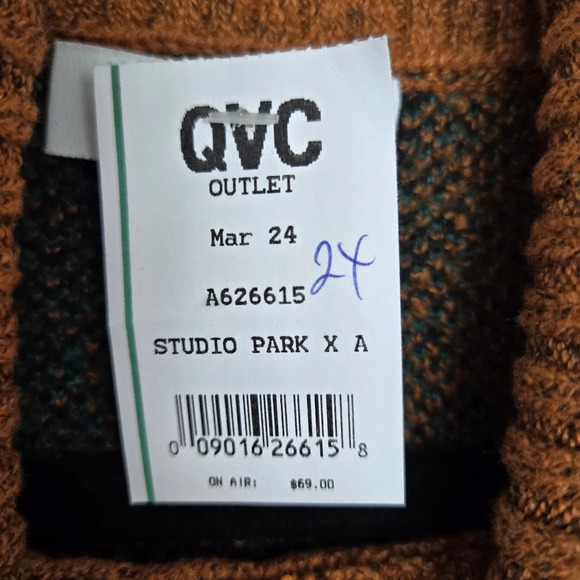 QVC
OUTLET
Mar 24
24
A626615
STUDIO PARK X A
0 09016 26615 8
ON AIR: $69.00